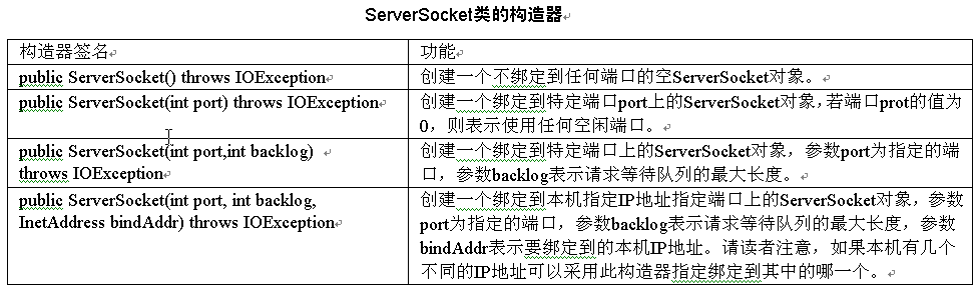 ServerSocket类的构造器
构造器签名
功能
public ServerSocket() throws IOException
创建一个不绑定到任何端口的空ServerSocket对象。
public ServerSocket(int port) throws IOException
创建一个绑定到特定端口port上的ServerSocket对象,若端口prot的值为
0，则表示使用任何空闲端口。
public ServerSocket(int port,int backlog)
throws IOException
创建一个绑定到特定端口上的ServerSocket对象，参数port为指定的端
口，参数backlog表示请求等待队列的最大长度。
public ServerSocket(int port, int backlog,
InetAddress bindAddr) throws IOException
创建一个绑定到本机指定IP地址指定端口上的ServerSocket对象，参数
port为指定的端口，参数backlog表示请求等待队列的最大长度，参数
bindAddr表示要绑定到的本机IP地址。请读者注意，如果本机有几个
不同的IP地址可以采用此构造器指定绑定到其中的哪一个。